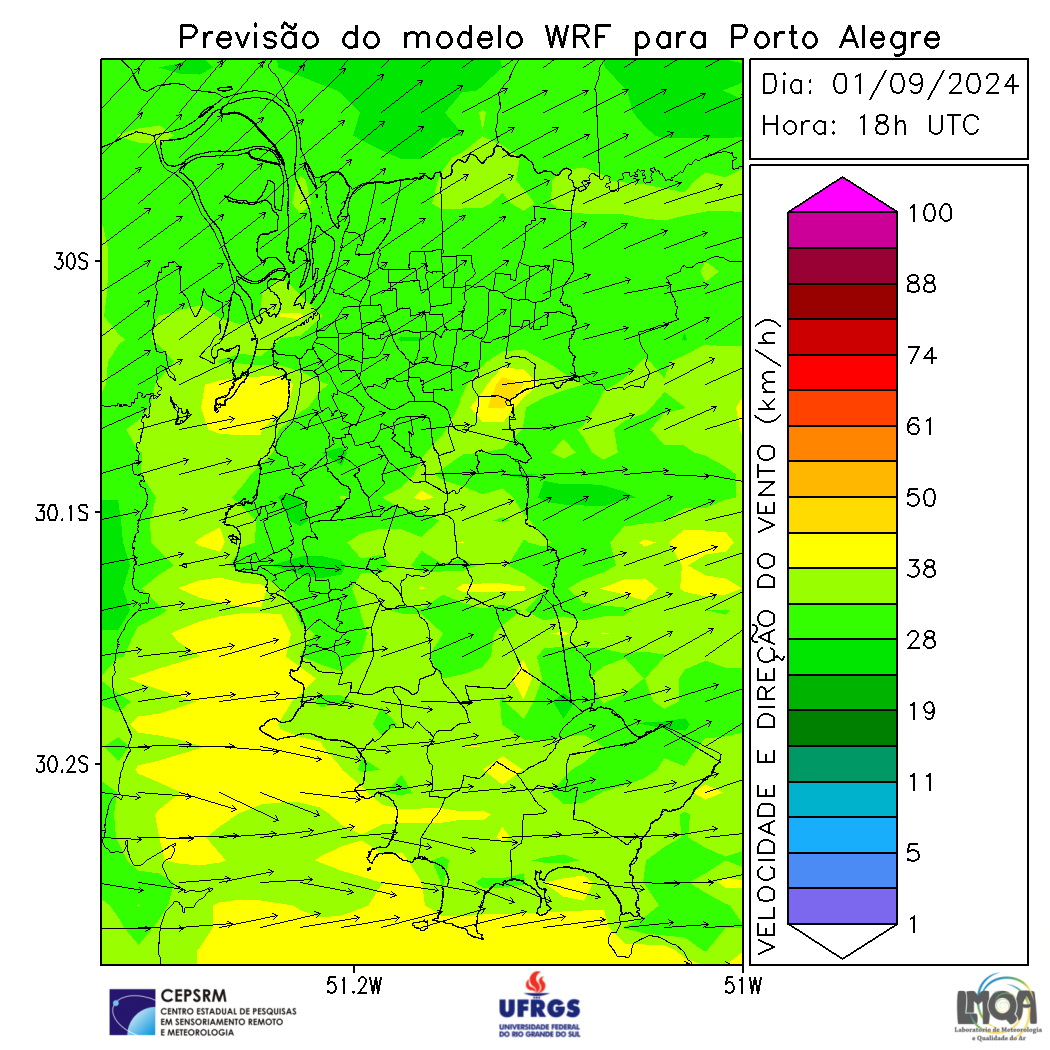 Previsão do modelo WRF para Porto Alegre
Dia: 01/09/2024
Hora: 18h UTC
30S
30.1S
30.2S
51.2W
51W
VELOCIDADE E DIREÇÃO DO VENTO (km/h)
100
88
74
61
50
38
28
19
11
5
1
CEPSRM
CENTRO ESTADUAL DE PESQUISAS
EM SENSORIAMENTO REMOTO
E METEOROLOGIA
UFRGS
UNIVERSIDADE FEDERAL
DO RIO GRANDE DO SUL
LMQA
Laboratório de Meteorologia
e Qualidade do Ar